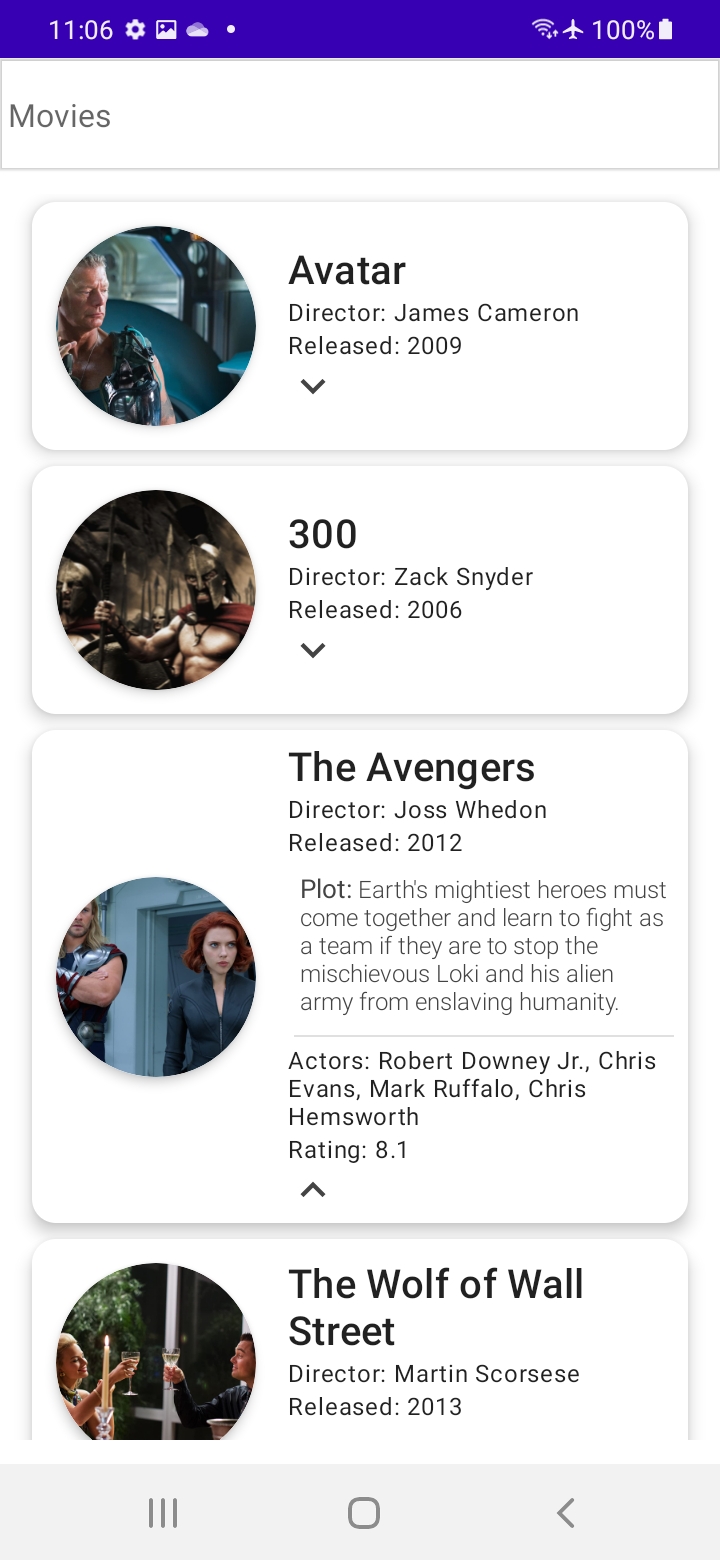 11:06
100%
Movies
Avatar
Director: James Cameron
Released: 2009
300
Director: Zack Snyder
Released: 2006
The Avengers
Director: Joss Whedon
Released: 2012
Plot: Earth's mightiest heroes must
come together and learn to fight as
a team if they are to stop the
mischievous Loki and his alien
army from enslaving humanity.
Actors: Robert Downey Jr., Chris
Evans, Mark Ruffalo, Chris
Hemsworth
Rating: 8.1
The Wolf of Wall
Street
Director: Martin Scorsese
Released: 2013